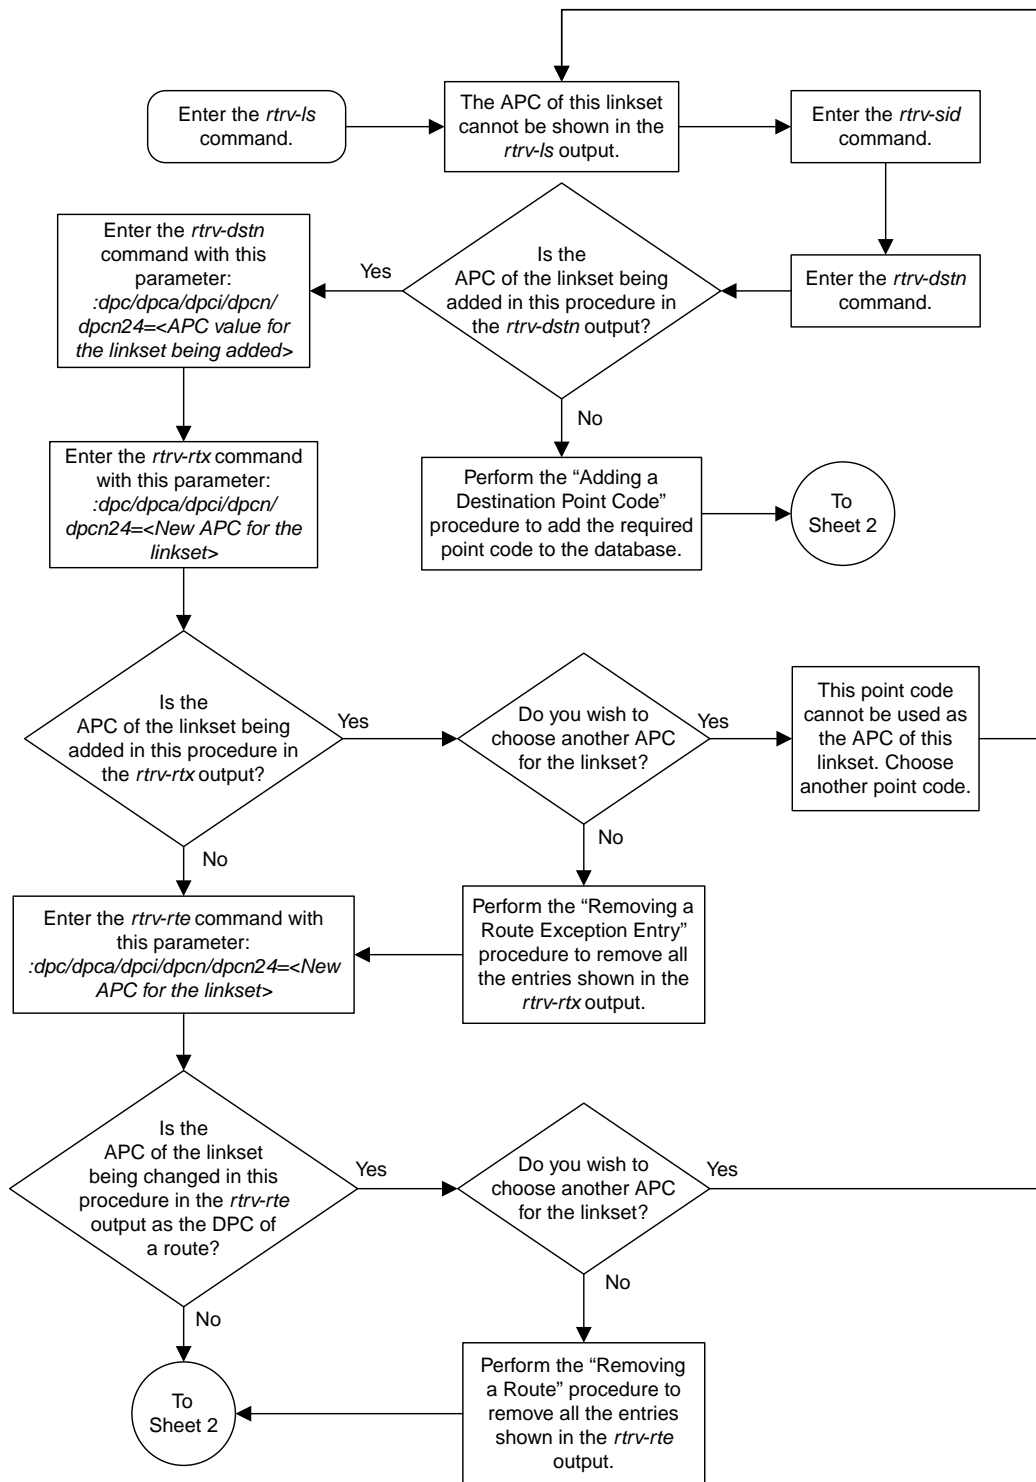 Enter the rtrv-ls
command.
The APC of this linkset
cannot be shown in the
rtrv-ls output.
Enter the rtrv-sid
command.
Enter the rtrv-dstn
command.
Is the
APC of the linkset being
added in this procedure in
the rtrv-dstn output?
Yes
No
Enter the rtrv-dstn
command with this
parameter:
:dpc/dpca/dpci/dpcn/
dpcn24=<APC value for
the linkset being added>
Enter the rtrv-rtx command
with this parameter:
:dpc/dpca/dpci/dpcn/
dpcn24=<New APC for the
linkset>
Perform the “Adding a
Destination Point Code”
procedure to add the required
point code to the database.
To
Sheet 2
Is the
APC of the linkset being
added in this procedure in
the rtrv-rtx output?
Yes
No
Do you wish to
choose another APC
for the linkset?
Yes
No
This point code
cannot be used as
the APC of this
linkset. Choose
another point code.
Enter the rtrv-rte command with
this parameter:
:dpc/dpca/dpci/dpcn/dpcn24=<New
APC for the linkset>
Perform the “Removing a
Route Exception Entry”
procedure to remove all
the entries shown in the
rtrv-rtx output.
Is the
APC of the linkset
being changed in this
procedure in the rtrv-rte
output as the DPC of
a route?
Yes
No
Do you wish to
choose another APC
for the linkset?
Yes
No
To
Sheet 2
Perform the “Removing
a Route” procedure to
remove all the entries
shown in the rtrv-rte
output.